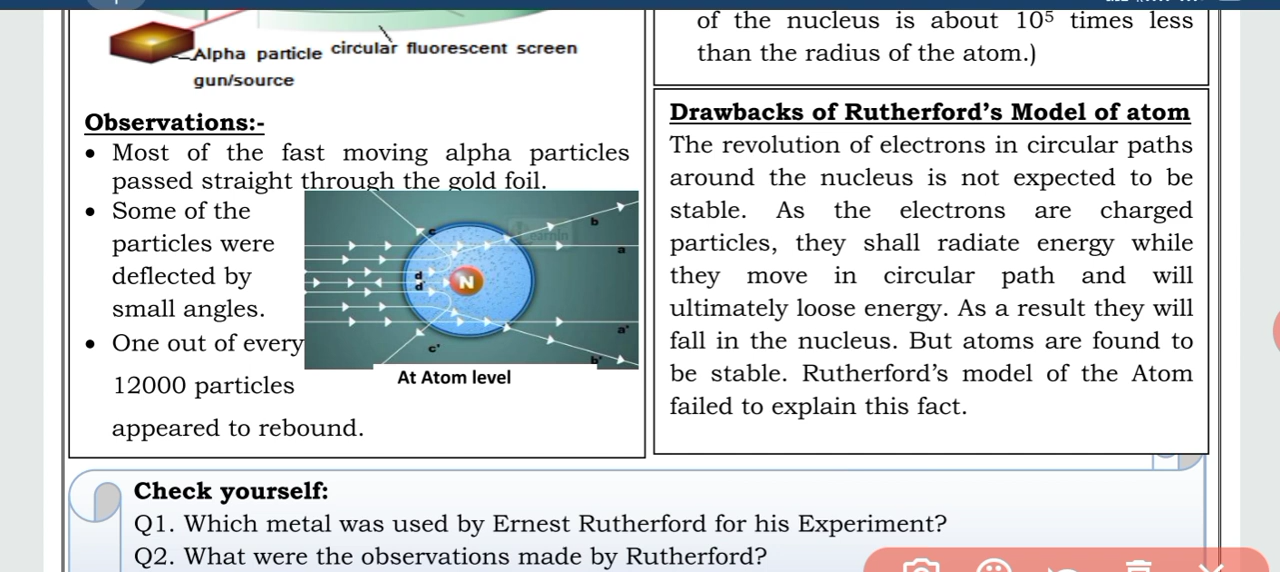 Alpha particle
gun/source
circular fluorescent screen
Observations:-
• Most of the fast moving alpha particles
passed straight through the gold foil.
• Some of the
particles were
deflected by
small angles.
• One out of every
12000 particles
appeared to rebound.
c
b
a
d
d'
N
a'
b'
c'
At Atom level
of the nucleus is about 10⁵ times less
than the radius of the atom.)
Drawbacks of Rutherford’s Model of atom
The revolution of electrons in circular paths
around the nucleus is not expected to be
stable. As the electrons are charged
particles, they shall radiate energy while
they move in circular path and will
ultimately loose energy. As a result they will
fall in the nucleus. But atoms are found to
be stable. Rutherford’s model of the Atom
failed to explain this fact.
Check yourself:
Q1. Which metal was used by Ernest Rutherford for his Experiment?
Q2. What were the observations made by Rutherford?